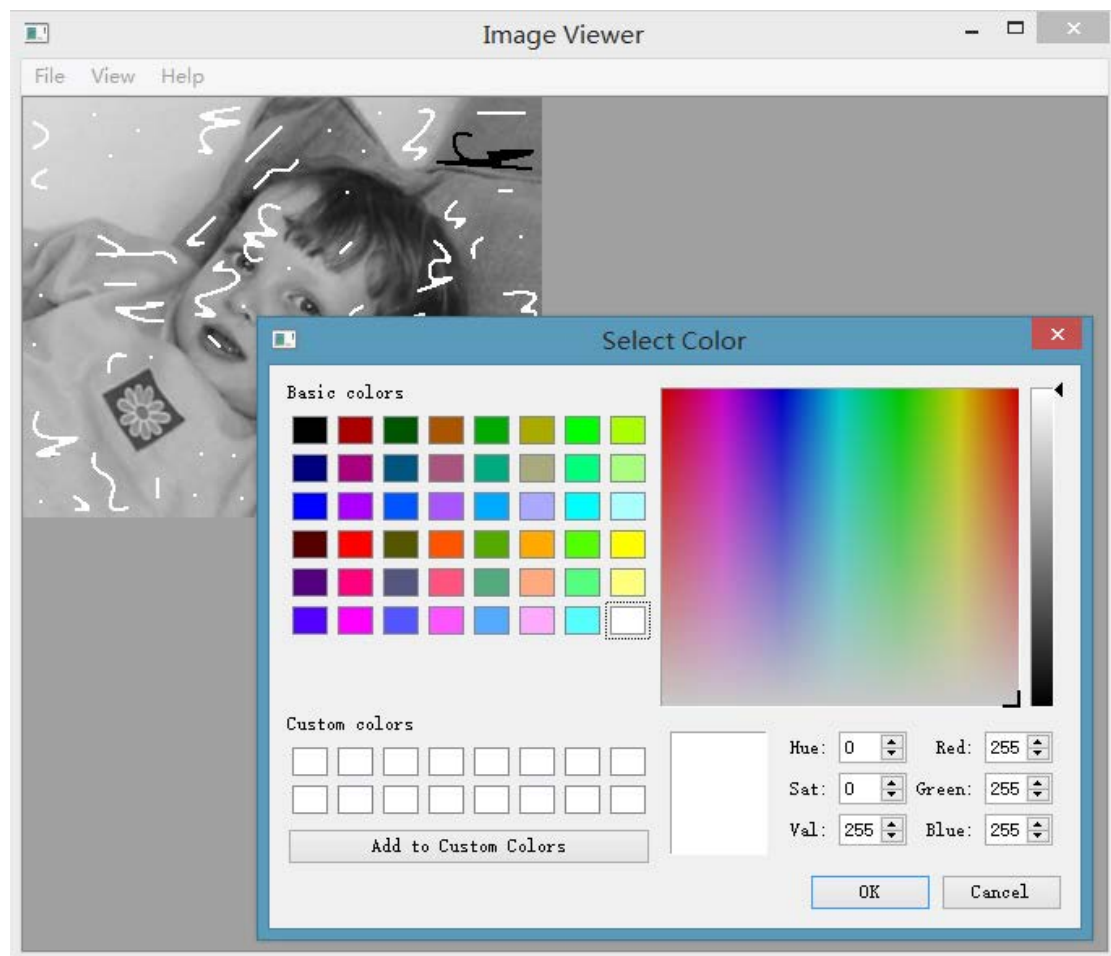 Image Viewer
File View Help
Select Color
Basic colors
Custom colors
Hue: 0 Red: 255
Sat: 0 Green: 255
Val: 255 Blue: 255
Add to Custom Colors
OK Cancel